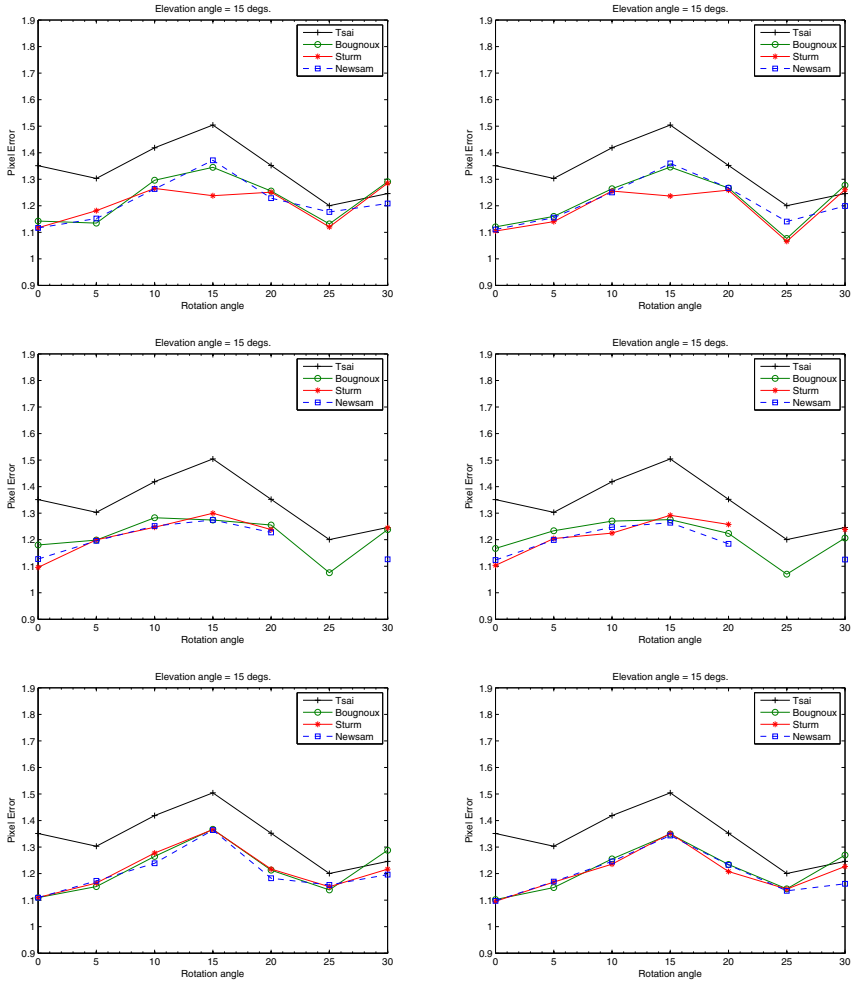 Elevation angle = 15 degs.
1.9
1.8
1.7
1.6
1.5
1.4
1.3
1.2
1.1
1
0.9
Pixel Error
0
5
10
15
20
25
30
Rotation angle
Tsai
Bougnoux
Sturm
Newsam
Elevation angle = 15 degs.
1.9
1.8
1.7
1.6
1.5
1.4
1.3
1.2
1.1
1
0.9
Pixel Error
0
5
10
15
20
25
30
Rotation angle
Tsai
Bougnoux
Sturm
Newsam
Elevation angle = 15 degs.
1.9
1.8
1.7
1.6
1.5
1.4
1.3
1.2
1.1
1
0.9
Pixel Error
0
5
10
15
20
25
30
Rotation angle
Tsai
Bougnoux
Sturm
Newsam
Elevation angle = 15 degs.
1.9
1.8
1.7
1.6
1.5
1.4
1.3
1.2
1.1
1
0.9
Pixel Error
0
5
10
15
20
25
30
Rotation angle
Tsai
Bougnoux
Sturm
Newsam
Elevation angle = 15 degs.
1.9
1.8
1.7
1.6
1.5
1.4
1.3
1.2
1.1
1
0.9
Pixel Error
0
5
10
15
20
25
30
Rotation angle
Tsai
Bougnoux
Sturm
Newsam
Elevation angle = 15 degs.
1.9
1.8
1.7
1.6
1.5
1.4
1.3
1.2
1.1
1
0.9
Pixel Error
0
5
10
15
20
25
30
Rotation angle
Tsai
Bougnoux
Sturm
Newsam